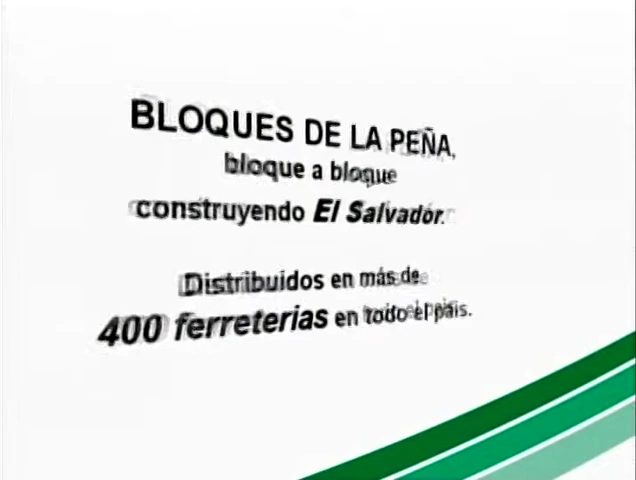 BLOQUES DE LA PEÑA,
bloque a bloque
construyendo El Salvador.
Distribuidos en más de
400 ferreterias en todo el país.